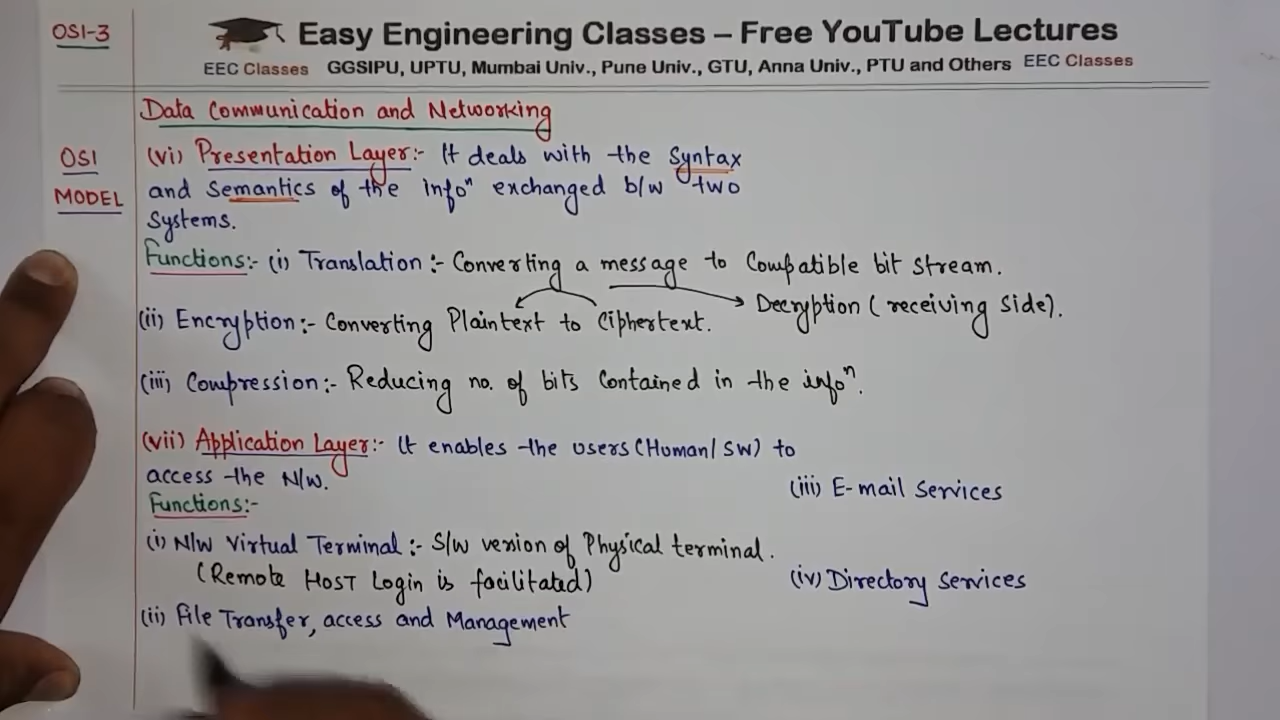 OSI-3
Easy Engineering Classes – Free YouTube Lectures
EEC Classes GGSIPU, UPTU, Mumbai Univ., Pune Univ., GTU, Anna Univ., PTU and Others EEC Classes
Data Communication and Networking
OSI
MODEL
(vi) Presentation Layer:- It deals with the Syntax
and Semantics of the infoⁿ exchanged b/w two
Systems.
Functions:- (i) Translation:- Converting a message to Compatible bit stream.
(ii) Encryption:- Converting Plaintext to Ciphertext.
Decryption (receiving side).
(iii) Compression:- Reducing no. of bits contained in the infoⁿ.
(vii) Application Layer:- It enables the users (Human/SW) to
access the N/w.
Functions:-
(i) N/W Virtual Terminal:- S/w version of Physical terminal.
(Remote HOST Login is facilitated)
(ii) File Transfer, access and Management
(iii) E-mail Services
(iv) Directory Services